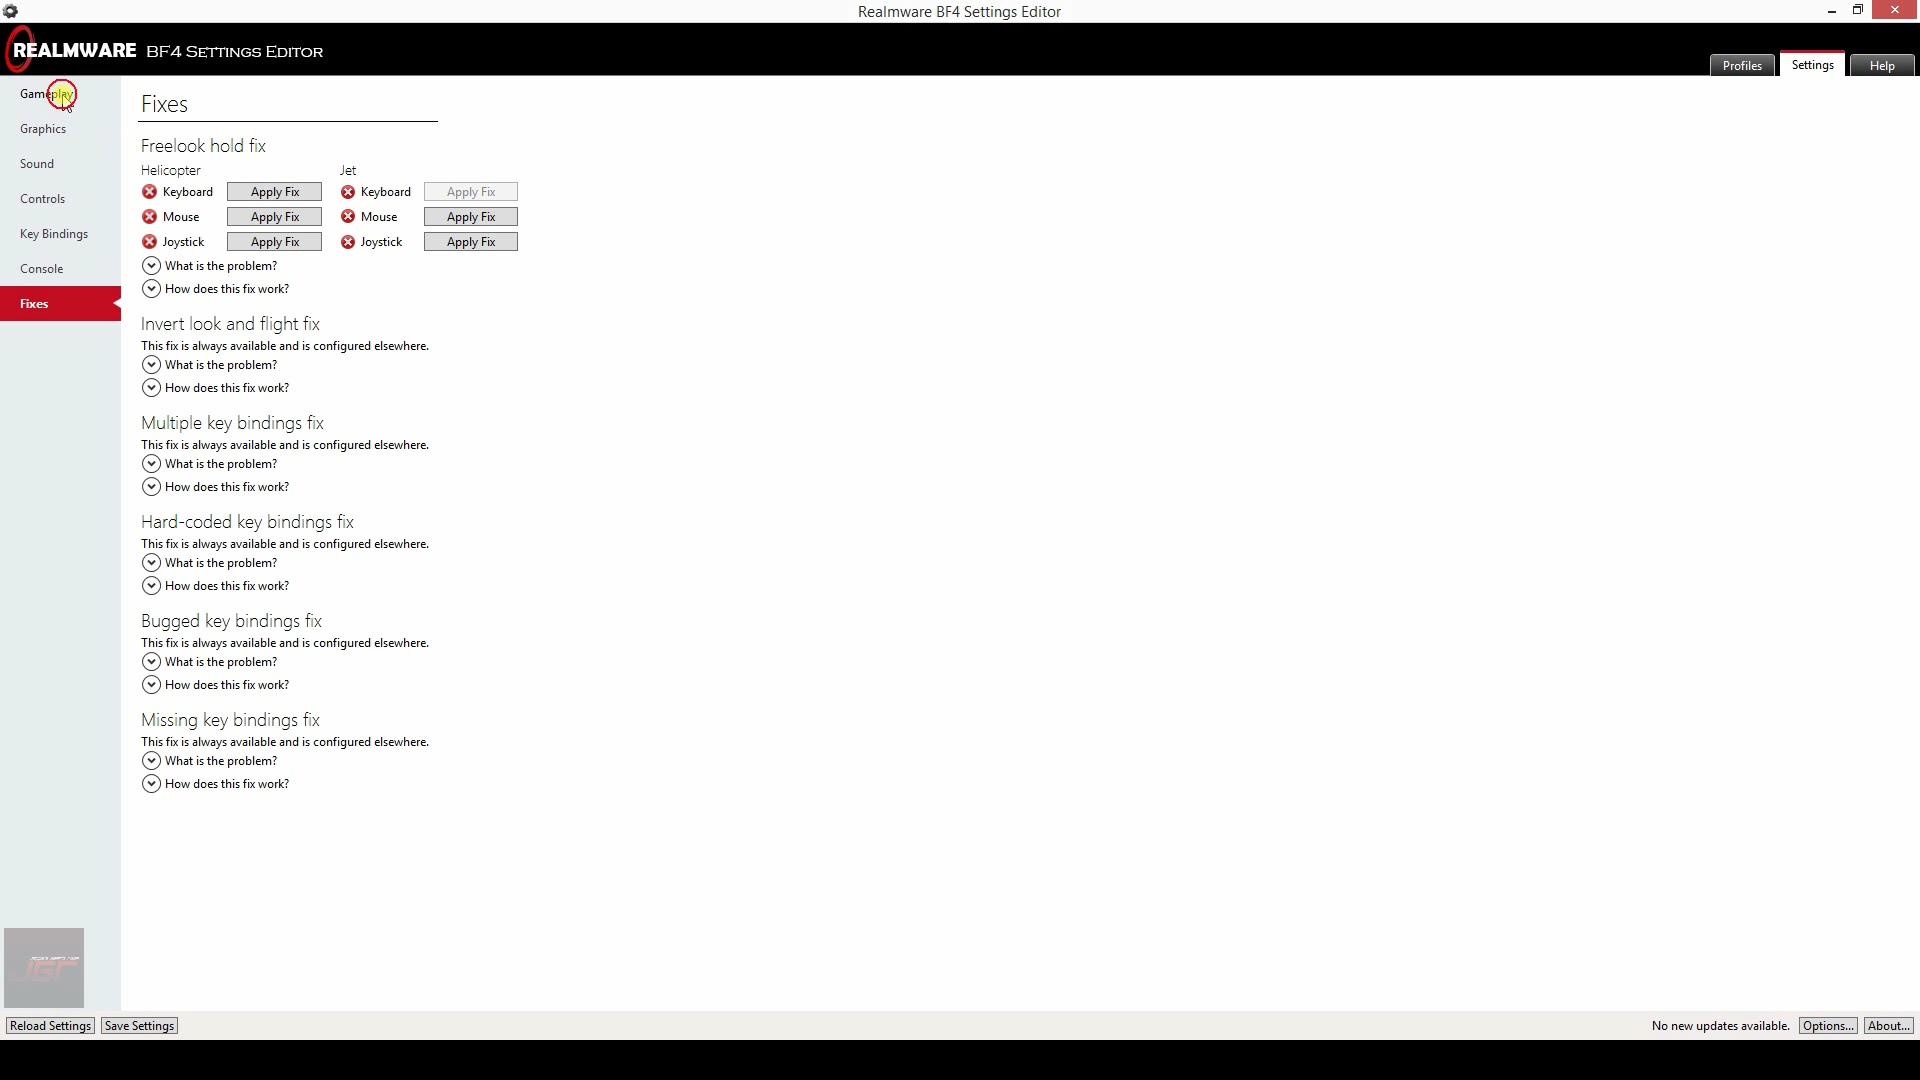 Realmware BF4 Settings Editor
REALMWARE BF4 SETTINGS EDITOR
Profiles Settings Help
Gameplay
Graphics
Sound
Controls
Key Bindings
Console
Fixes
Fixes
Freelook hold fix
Helicopter Jet
Keyboard Apply Fix Keyboard Apply Fix
Mouse Apply Fix Mouse Apply Fix
Joystick Apply Fix Joystick Apply Fix
What is the problem?
How does this fix work?
Invert look and flight fix
This fix is always available and is configured elsewhere.
What is the problem?
How does this fix work?
Multiple key bindings fix
This fix is always available and is configured elsewhere.
What is the problem?
How does this fix work?
Hard-coded key bindings fix
This fix is always available and is configured elsewhere.
What is the problem?
How does this fix work?
Bugged key bindings fix
This fix is always available and is configured elsewhere.
What is the problem?
How does this fix work?
Missing key bindings fix
This fix is always available and is configured elsewhere.
What is the problem?
How does this fix work?
JGF
Reload Settings Save Settings No new updates available. Options... About...